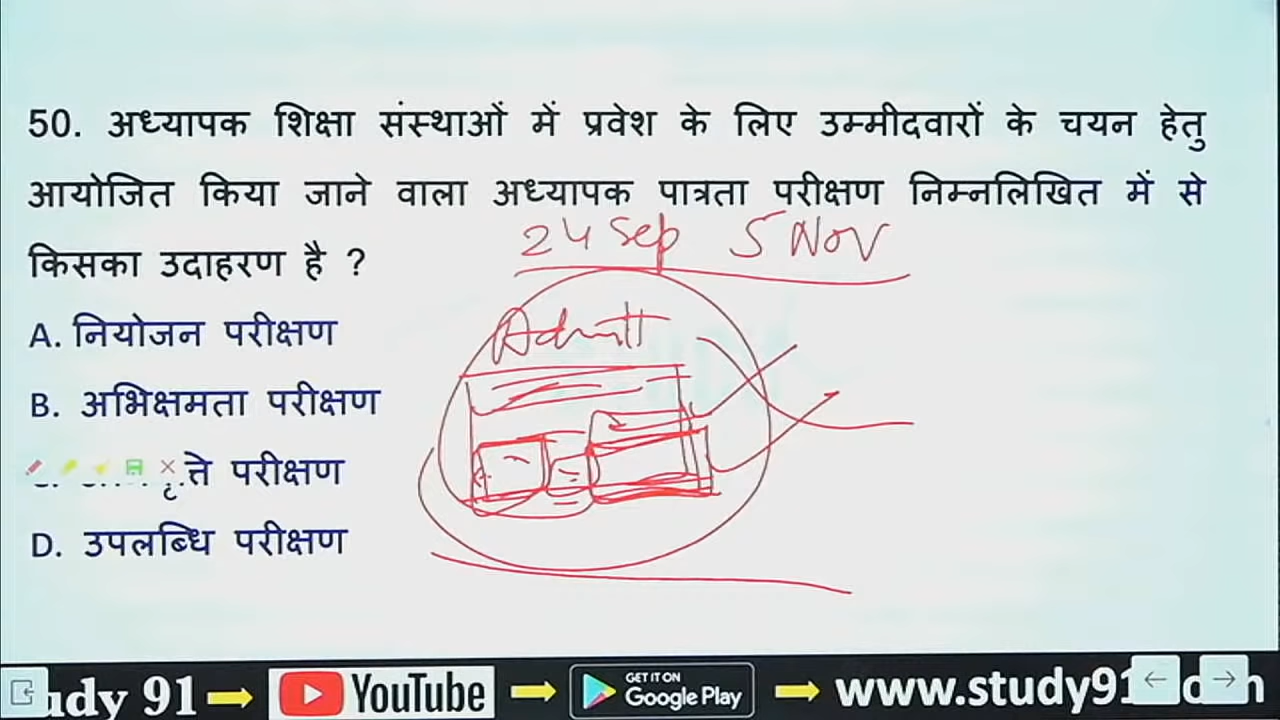 50. अध्यापक शिक्षा संस्थाओं में प्रवेश के लिए उम्मीदवारों के चयन हेतु
आयोजित किया जाने वाला अध्यापक पात्रता परीक्षण निम्नलिखित में से
किसका उदाहरण है ?
24 Sep 5 Nov
Admitt
A. नियोजन परीक्षण
B. अभिक्षमता परीक्षण
परीक्षण
D. उपलब्धि परीक्षण
udy 91 YouTube GET IT ON Google Play www.study91